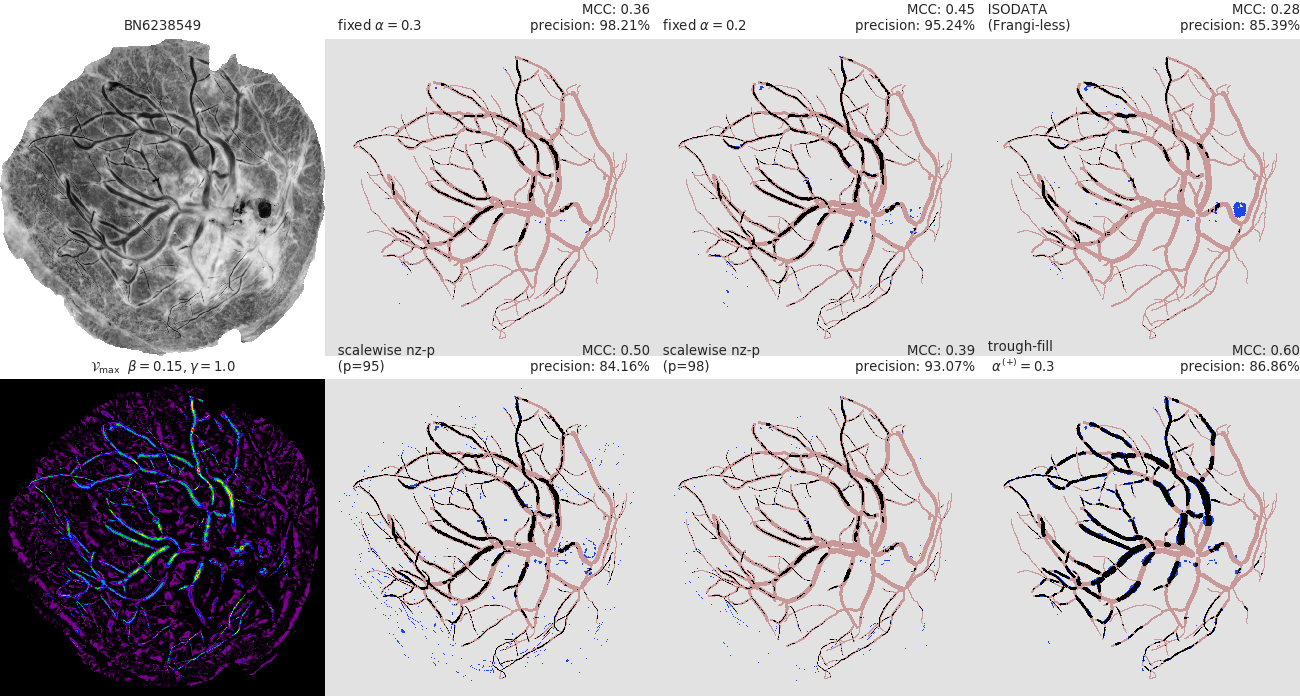 BN6238549
fixed α = 0.3
MCC: 0.36
precision: 98.21%
fixed α = 0.2
MCC: 0.45
precision: 95.24%
ISODATA
(Frangi-less)
MCC: 0.28
precision: 85.39%
𝒱max β = 0.15, γ = 1.0
scalewise nz-p
(p=95)
MCC: 0.50
precision: 84.16%
scalewise nz-p
(p=98)
MCC: 0.39
precision: 93.07%
trough-fill
α(+) = 0.3
MCC: 0.60
precision: 86.86%